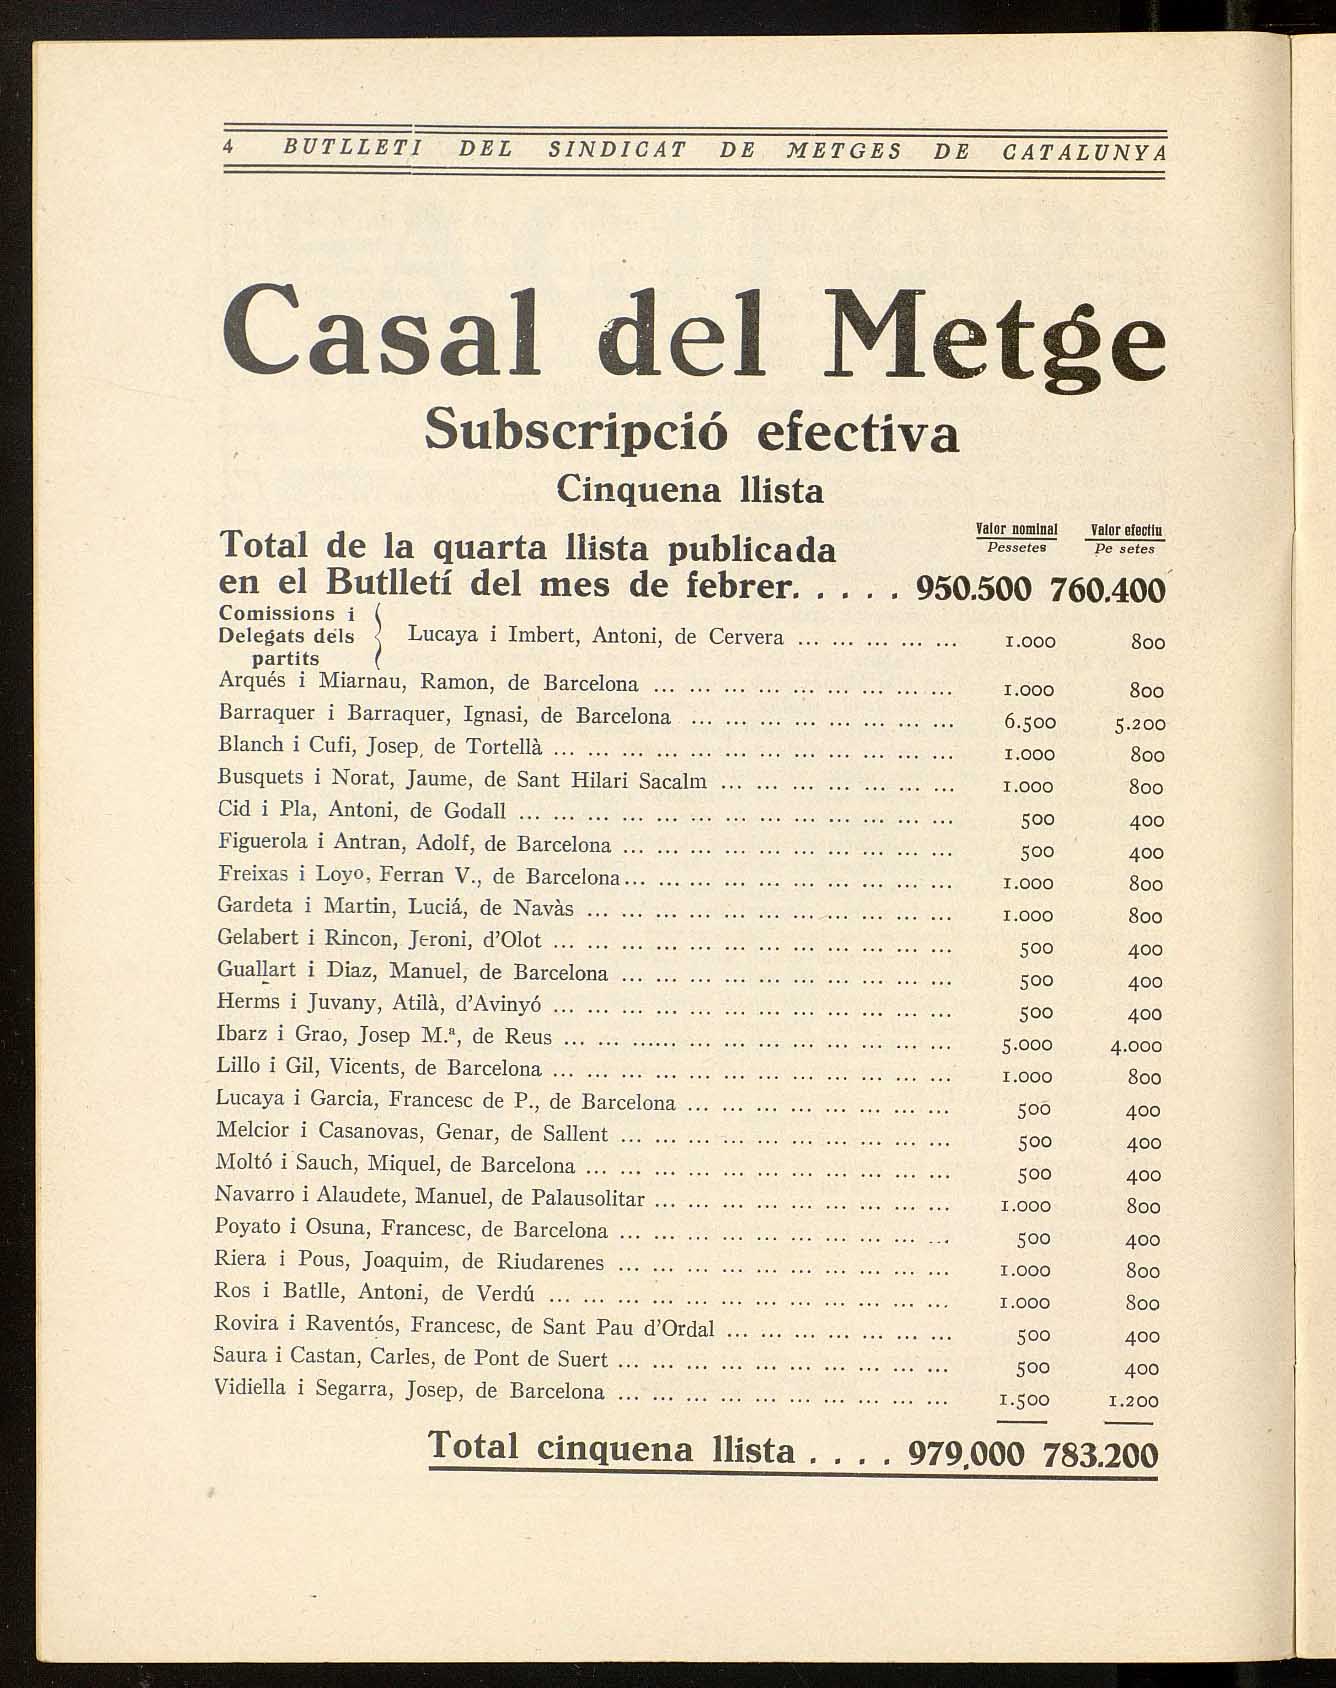 4 BUTLLETI DEL SINDICAT DE METGES DE CATALUNYA
Casal del Metge
Subscripció efectiva
Cinquena llista
Valor nominal Valor efectiu
Pessetes Pe setes
Total de la quarta llista publicada
en el Butlletí del mes de febrer. . . . . . 950.500 760.400
Comissions i
Delegats dels
partits
Lucaya i Imbert, Antoni, de Cervera ... ... ... ... ... 1.000 800
Arqués i Miarnau, Ramon, de Barcelona ... ... ... ... ... ... ... ... ... 1.000 800
Barraquer i Barraquer, Ignasi, de Barcelona ... ... ... ... ... ... ... ... 6.500 5.200
Blanch i Cufi, Josep, de Tortellà ... ... ... ... ... ... ... ... ... ... ... ... 1.000 800
Busquets i Norat, Jaume, de Sant Hilari Sacalm ... ... ... ... ... ... ... 1.000 800
Cid i Pla, Antoni, de Godall ... ... ... ... ... ... ... ... ... ... ... ... ... 500 400
Figuerola i Antran, Adolf, de Barcelona ... ... ... ... ... ... ... ... ... ... 500 400
Freixas i Loyo, Ferran V., de Barcelona... ... ... ... ... ... ... ... ... ... 1.000 800
Gardeta i Martin, Luciá, de Navàs ... ... ... ... ... ... ... ... ... ... ... 1.000 800
Gelabert i Rincon, Jeroni, d'Olot ... ... ... ... ... ... ... ... ... ... ... ... 500 400
Guallart i Diaz, Manuel, de Barcelona ... ... ... ... ... ... ... ... ... ... 500 400
Herms i Juvany, Atilà, d'Avinyó ... ... ... ... ... ... ... ... ... ... ... ... 500 400
Ibarz i Grao, Josep M.ª, de Reus ... ... ...... ... ... ... ... ... ... ... ... 5.000 4.000
Lillo i Gil, Vicents, de Barcelona ... ... ... ... ... ... ... ... ... ... ... ... 1.000 800
Lucaya i Garcia, Francesc de P., de Barcelona ... ... ... ... ... ... ... ... 500 400
Melcior i Casanovas, Genar, de Sallent ... ... ... ... ... ... ... ... ... ... 500 400
Moltó i Sauch, Miquel, de Barcelona ... ... ... ... ... ... ... ... ... ... ... 500 400
Navarro i Alaudete, Manuel, de Palausolitar ... ... ... ... ... ... ... ... ... 1.000 800
Poyato i Osuna, Francesc, de Barcelona ... ... ... ... ... ... ... ... ... ... 500 400
Riera i Pous, Joaquim, de Riudarenes ... ... ... ... ... ... ... ... ... ... 1.000 800
Ros i Batlle, Antoni, de Verdú ... ... ... ... ... ... ... ... ... ... ... ... 1.000 800
Rovira i Raventós, Francesc, de Sant Pau d'Ordal ... ... ... ... ... ... ... 500 400
Saura i Castan, Carles, de Pont de Suert ... ... ... ... ... ... ... ... ... ... 500 400
Vidiella i Segarra, Josep, de Barcelona ... ... ... ... ... ... ... ... ... ... 1.500 1.200
Total cinquena llista . . . . 979.000 783.200